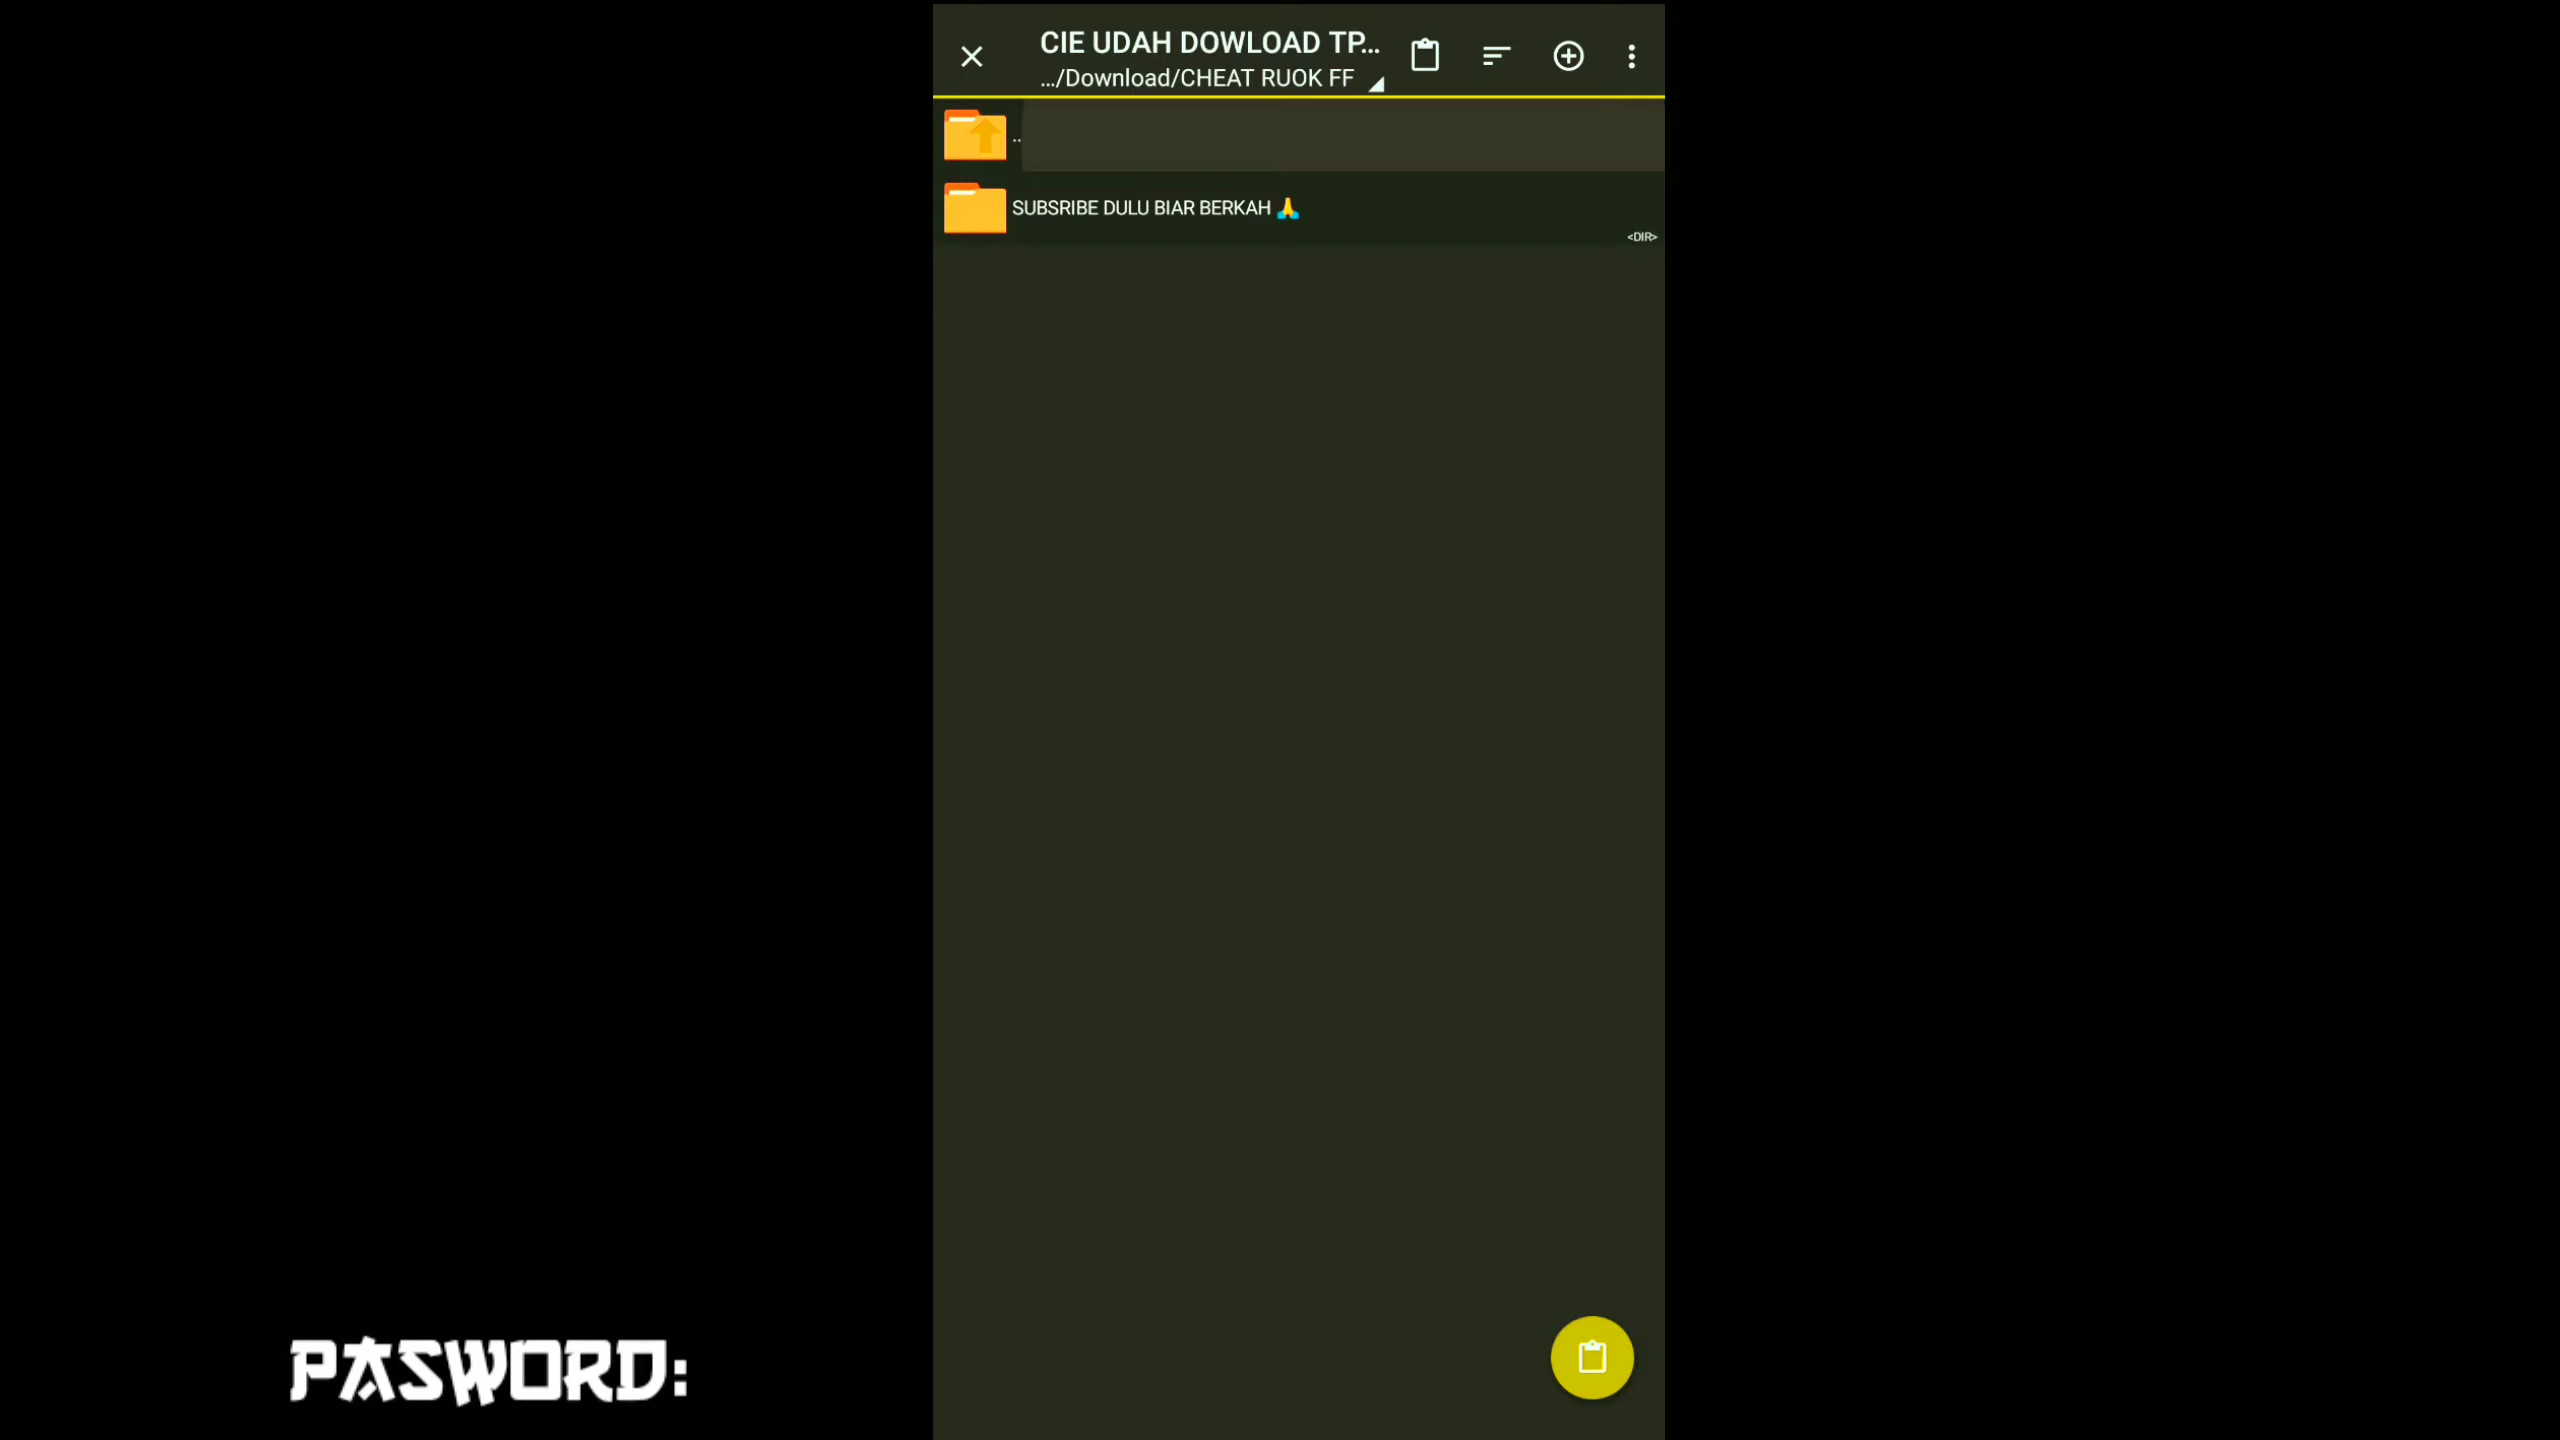 CIE UDAH DOWLOAD TP...
.../Download/CHEAT RUOK FF
..
SUBSRIBE DULU BIAR BERKAH 🙏
<DIR>
PASWORD: